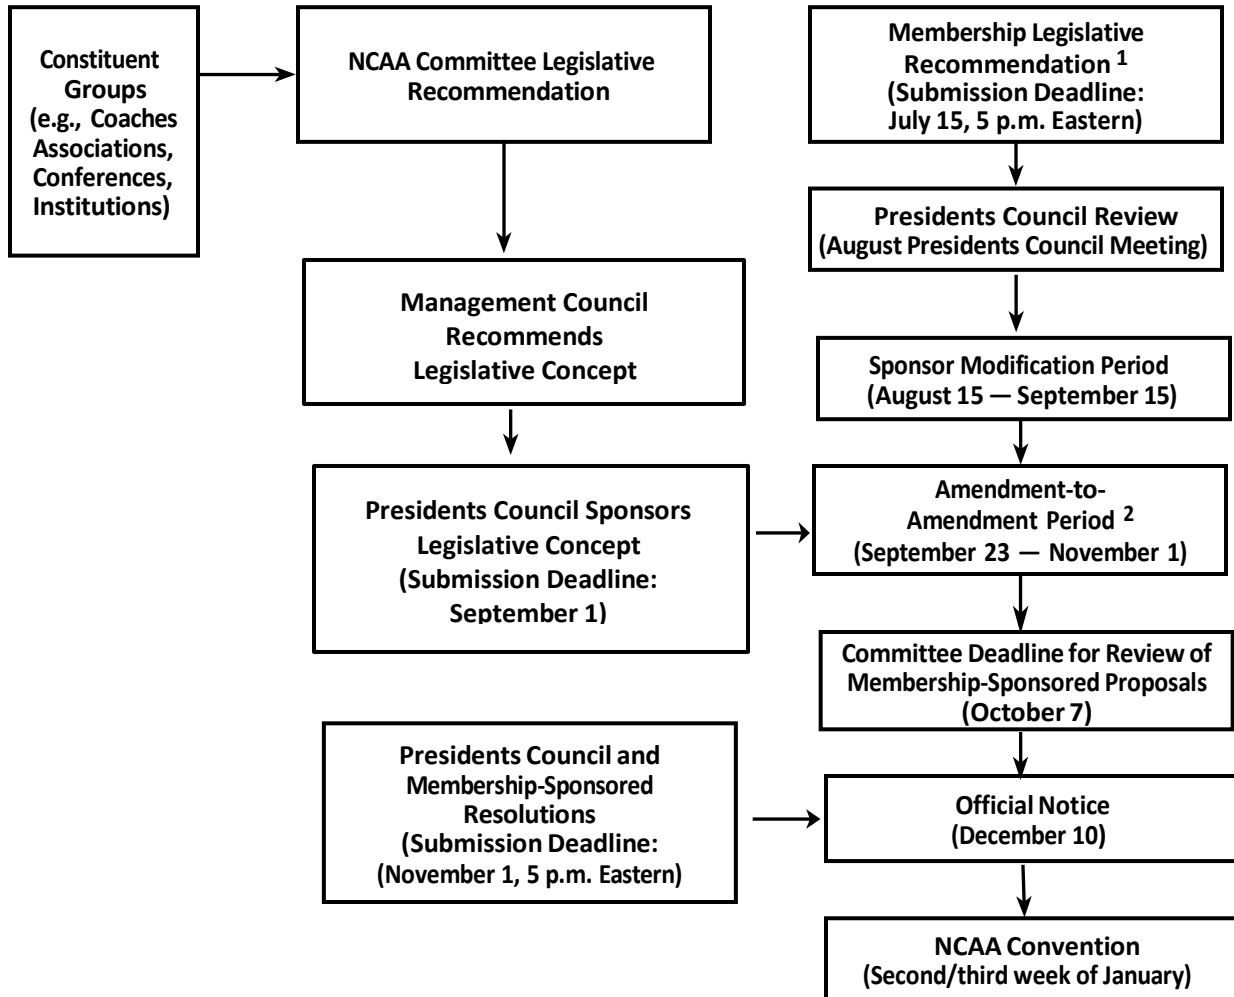 Constituent
Groups
(e.g., Coaches
Associations,
Conferences,
Institutions)
NCAA Committee Legislative
Recommendation
Membership Legislative
Recommendation 1
(Submission Deadline:
July 15, 5 p.m. Eastern)
Presidents Council Review
(August Presidents Council Meeting)
Management Council
Recommends
Legislative Concept
Sponsor Modification Period
(August 15 — September 15)
Presidents Council Sponsors
Legislative Concept
(Submission Deadline:
September 1)
Amendment-to-
Amendment Period 2
(September 23 — November 1)
Committee Deadline for Review of
Membership-Sponsored Proposals
(October 7)
Presidents Council and
Membership-Sponsored
Resolutions
(Submission Deadline:
(November 1, 5 p.m. Eastern)
Official Notice
(December 10)
NCAA Convention
(Second/third week of January)